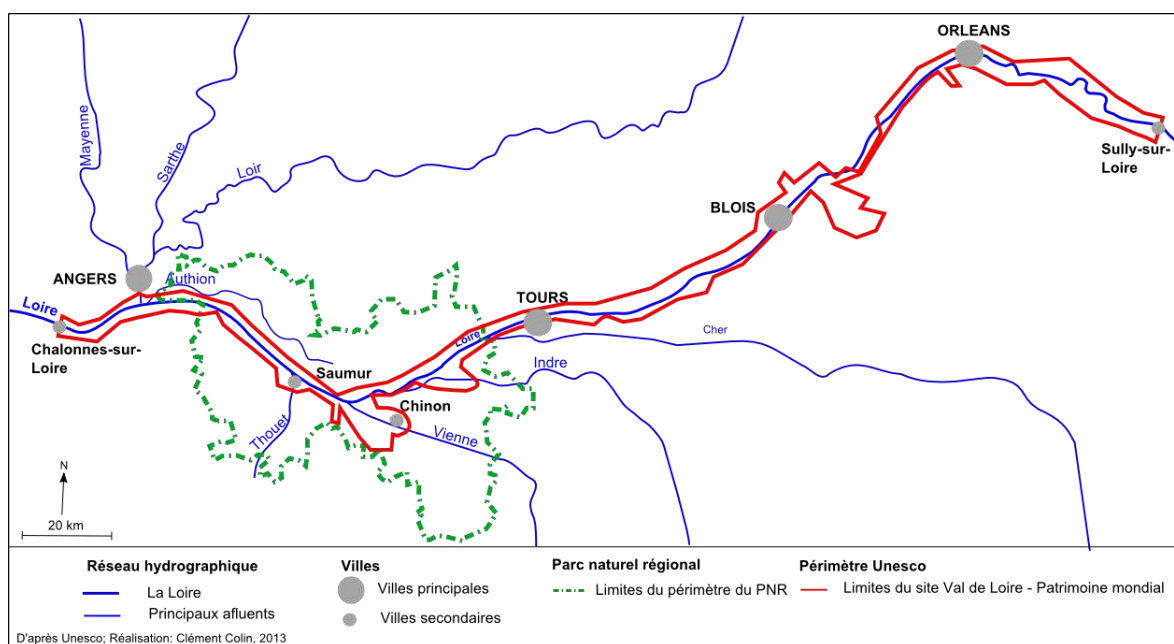 ORLEANS
Mayenne
Sarthe
Loir
Sully-sur-
Loire
BLOIS
ANGERS
Authion
Loire
TOURS
Loire
Cher
Chalonnes-sur-
Loire
Saumur
Indre
Chinon
Thouet
Vienne
N
20 km
Réseau hydrographique
La Loire
Principaux afluents
Villes
Villes principales
Villes secondaires
Parc naturel régional
Limites du périmètre du PNR
Périmètre Unesco
Limites du site Val de Loire - Patrimoine mondial
D'après Unesco; Réalisation: Clément Colin, 2013